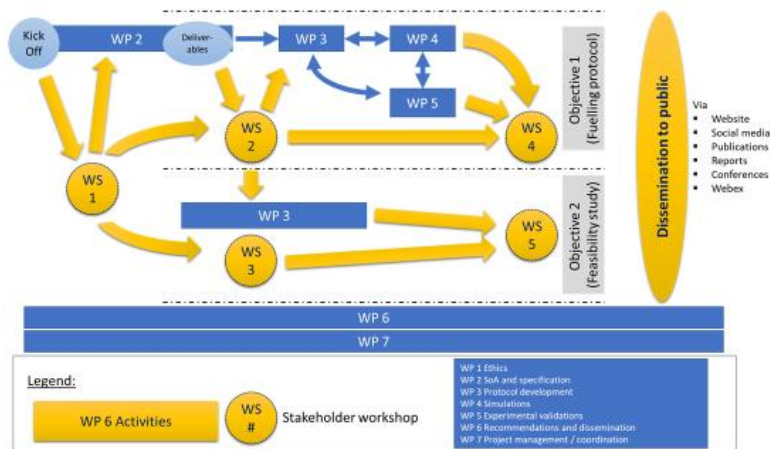 Kick
Off
WP 2
Deliver-
ables
WP 3
WP 4
WP 5
WS
1
WS
2
WS
4
Objective 1
(Fuelling protocol)
WP 3
WS
3
WS
5
Objective 2
(Feasibility study)
Dissemination to public
Via
▪ Website
▪ Social media
▪ Publications
▪ Reports
▪ Conferences
▪ Webex
WP 6
WP 7
Legend:
WP 6 Activities
WS
#
Stakeholder workshop
WP 1 Ethics
WP 2 SoA and specification
WP 3 Protocol development
WP 4 Simulations
WP 5 Experimental validations
WP 6 Recommendations and dissemination
WP 7 Project management / coordination